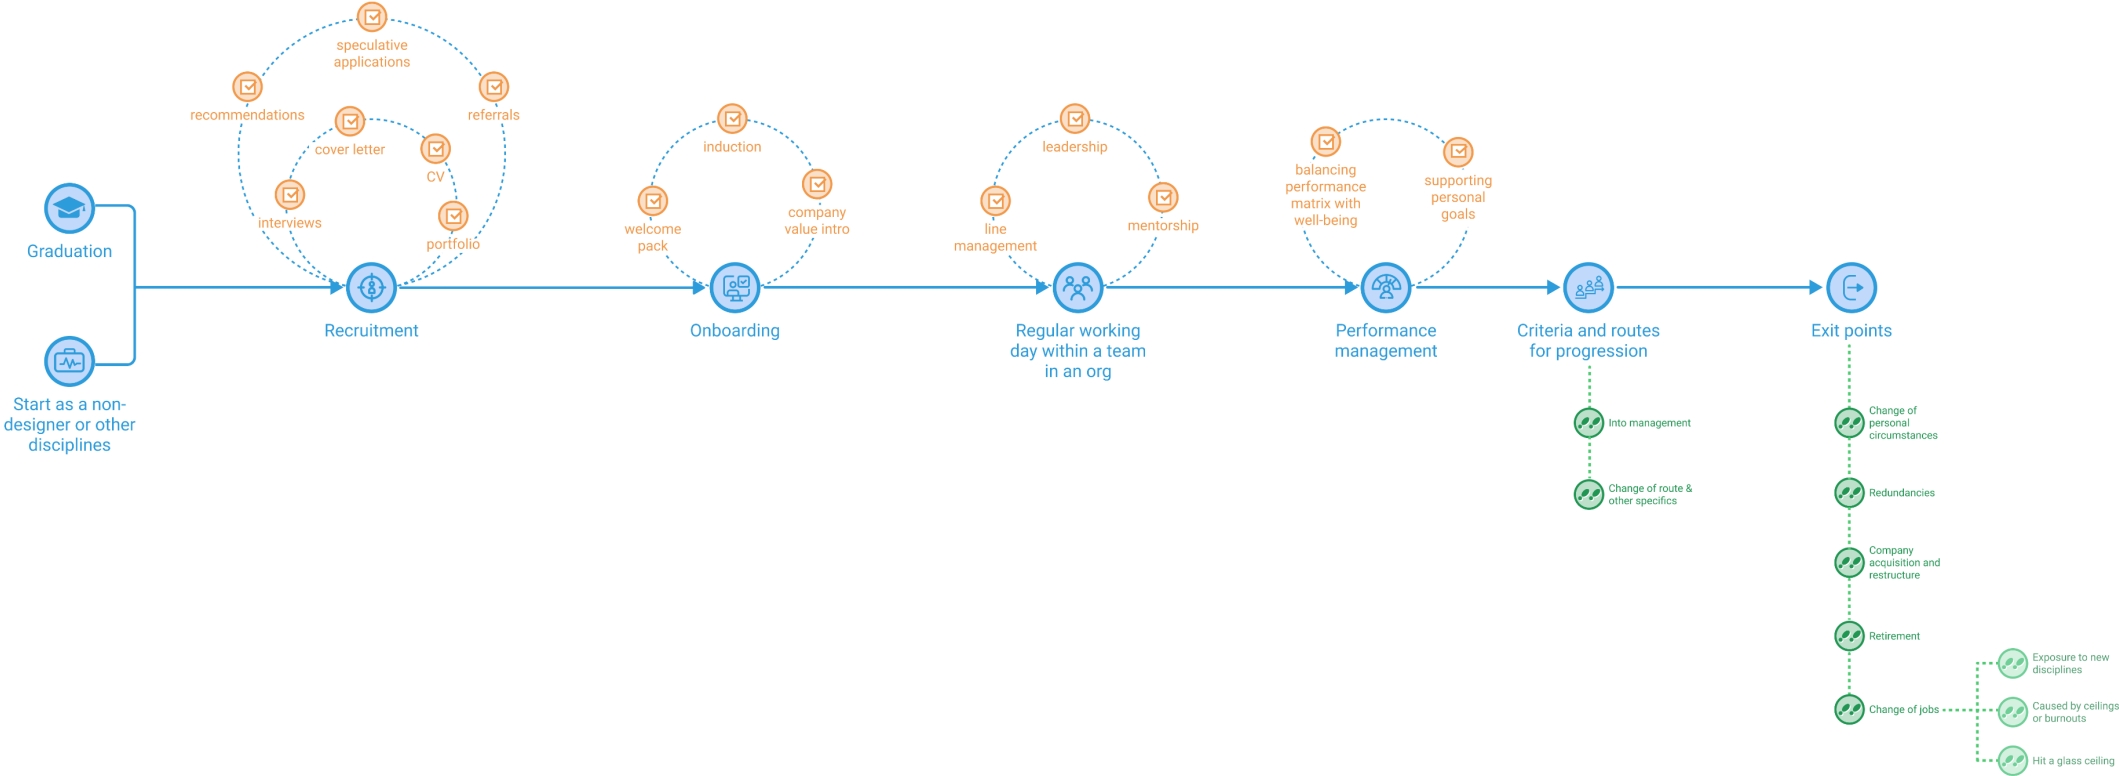 speculative
applications
recommendations
referrals
cover letter
CV
interviews
portfolio
Graduation
Start as a non-
designer or other
disciplines
Recruitment
induction
welcome
pack
company
value intro
Onboarding
leadership
line
management
mentorship
Regular working
day within a team
in an org
balancing
performance
matrix with
well-being
supporting
personal
goals
Performance
management
Criteria and routes
for progression
Into management
Change of route &
other specifics
Exit points
Change of
personal
circumstances
Redundancies
Company
acquisition and
restructure
Retirement
Change of jobs
Exposure to new
disciplines
Caused by ceilings
or burnouts
Hit a glass ceiling